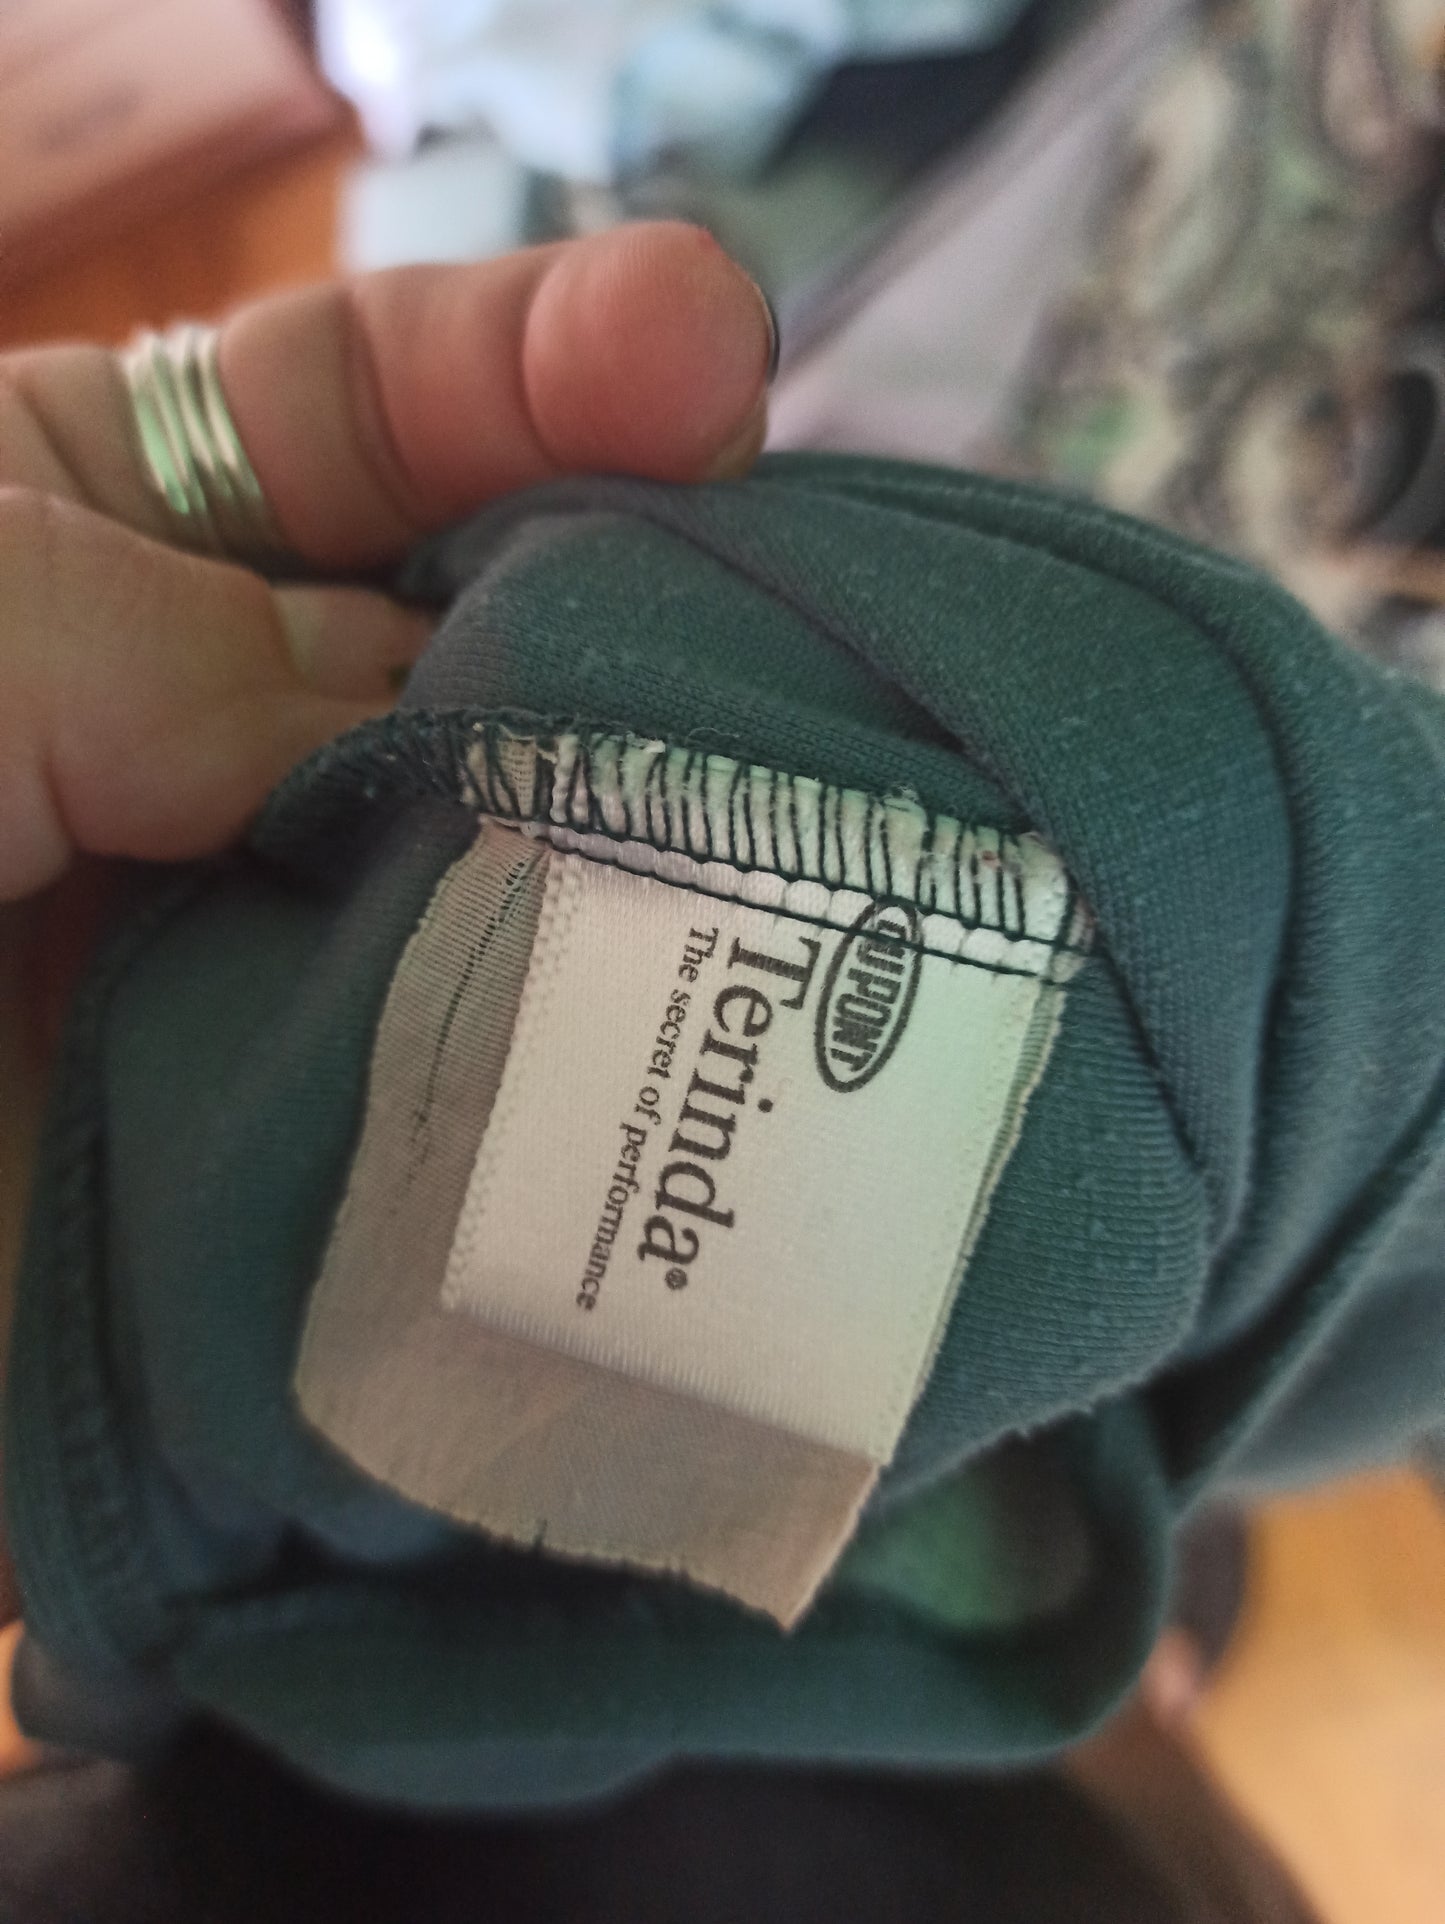 DUPONT
Terinda®
The secret of performance